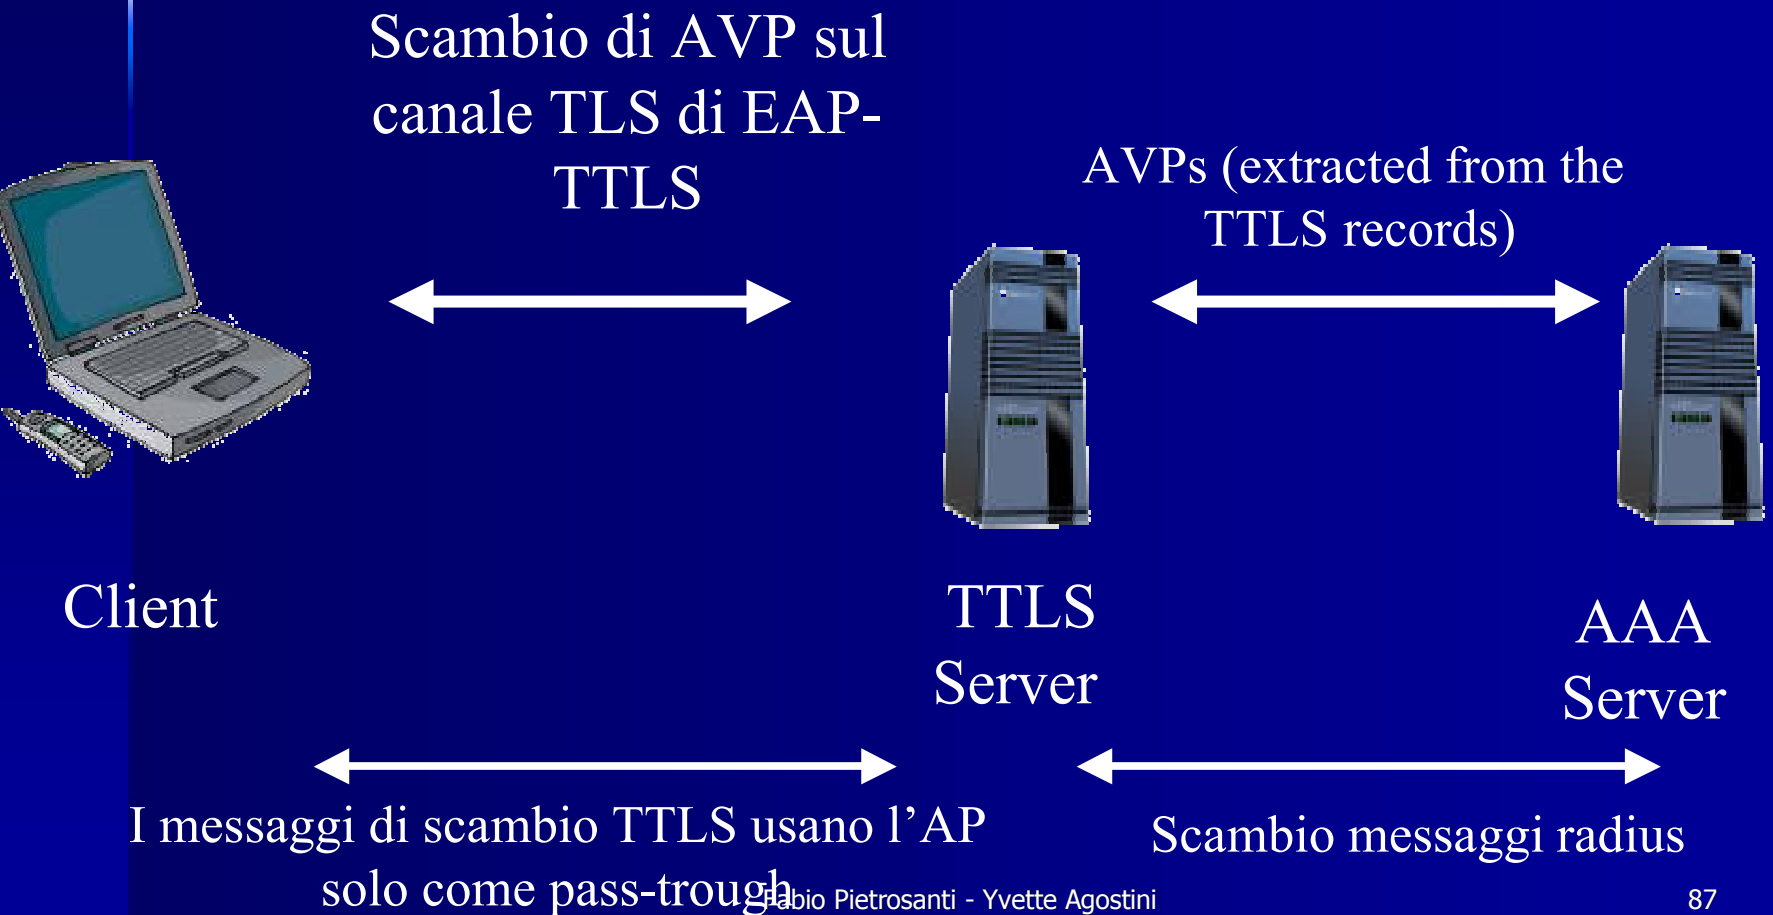 Scambio di AVP sul
canale TLS di EAP-
TTLS
AVPs (extracted from the
TTLS records)
Client
TTLS
Server
AAA
Server
I messaggi di scambio TTLS usano l’AP
solo come pass-trough
Scambio messaggi radius
Fabio Pietrosanti - Yvette Agostini
87